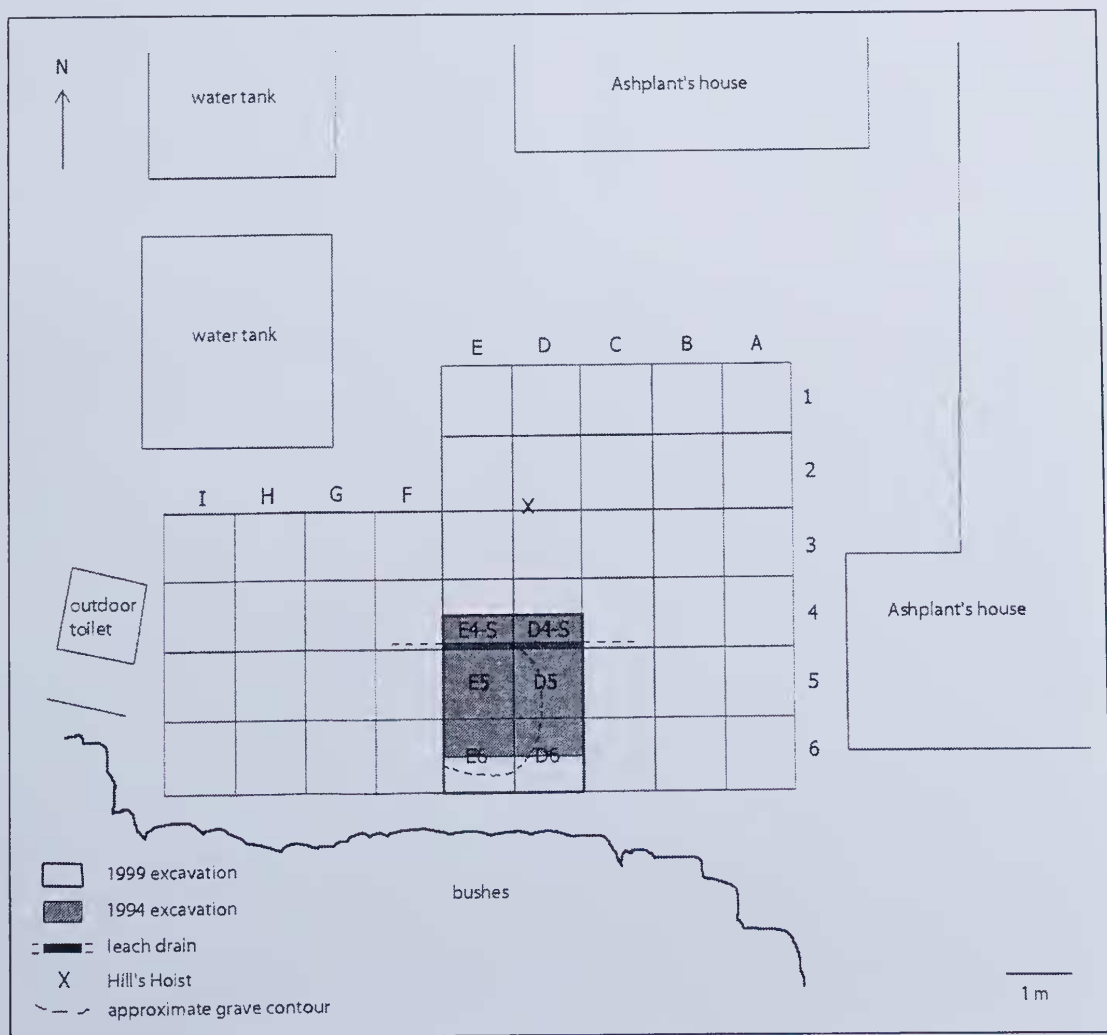 N
water tank
Ashplant's house
water tank
E D C B A
1
2
I H G F
X
3
outdoor
toilet
4
E4-S D4-S
Ashplant's house
E5 D5
5
E6 D6
6
1999 excavation
1994 excavation
leach drain
X Hill's Hoist
approximate grave contour
bushes
1 m